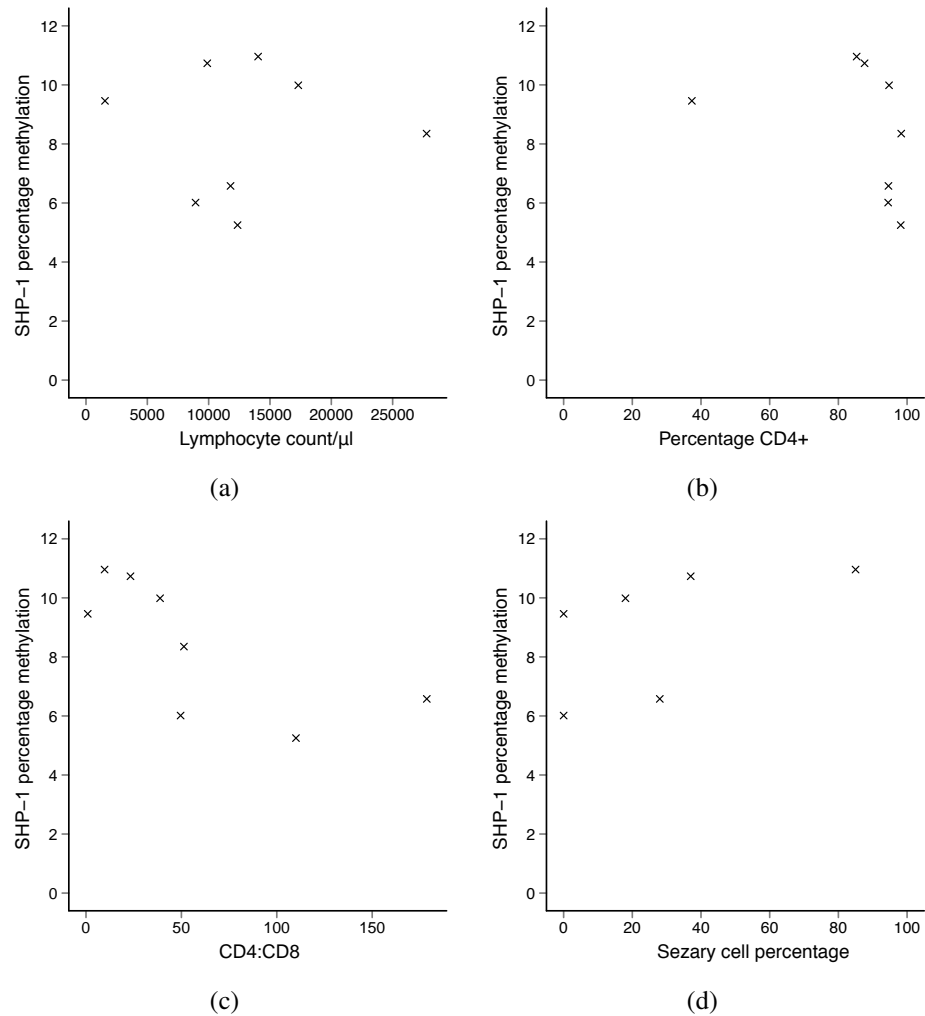 SHP−1 percentage methylation
12
10
8
6
4
2
0
0 5000 10000 15000 20000 25000
Lymphocyte count/µl
(a)
SHP−1 percentage methylation
12
10
8
6
4
2
0
0 20 40 60 80 100
Percentage CD4+
(b)
SHP−1 percentage methylation
12
10
8
6
4
2
0
0 50 100 150
CD4:CD8
(c)
SHP−1 percentage methylation
12
10
8
6
4
2
0
0 20 40 60 80 100
Sezary cell percentage
(d)